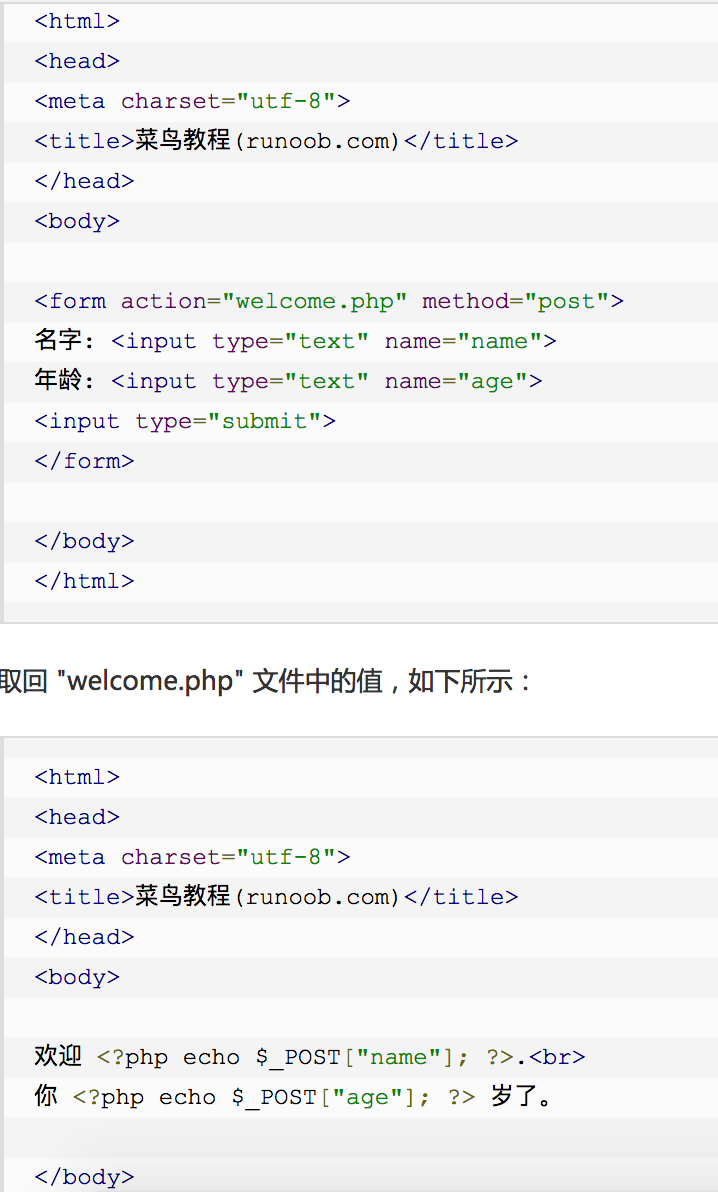 <html>
<head>
<meta charset="utf-8">
<title>菜鸟教程(runoob.com)</title>
</head>
<body>
<form action="welcome.php" method="post">
名字: <input type="text" name="name">
年龄: <input type="text" name="age">
<input type="submit">
</form>
</body>
</html>
取回 "welcome.php" 文件中的值，如下所示：
<html>
<head>
<meta charset="utf-8">
<title>菜鸟教程(runoob.com)</title>
</head>
<body>
欢迎 <?php echo $_POST["name"]; ?>.<br>
你 <?php echo $_POST["age"]; ?> 岁了。
</body>